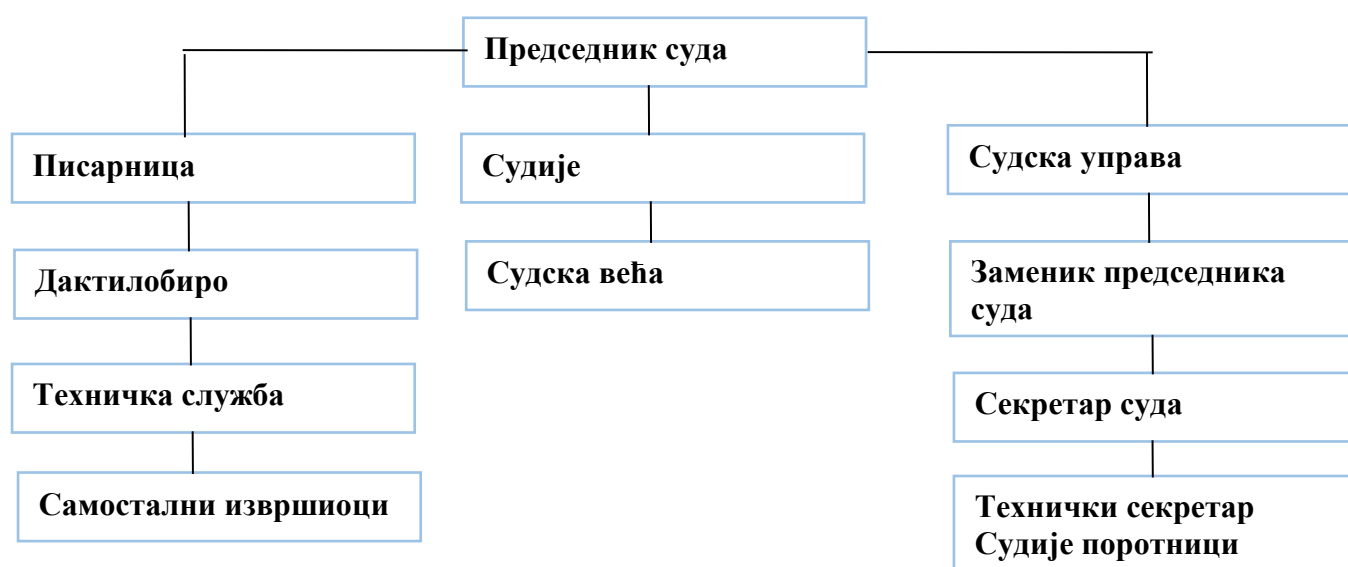 Председник суда
Писарница
Судије
Судска управа
Дактилобиро
Судска већа
Заменик председника
суда
Техничка служба
Секретар суда
Самостални извршиоци
Технички секретар
Судије поротници